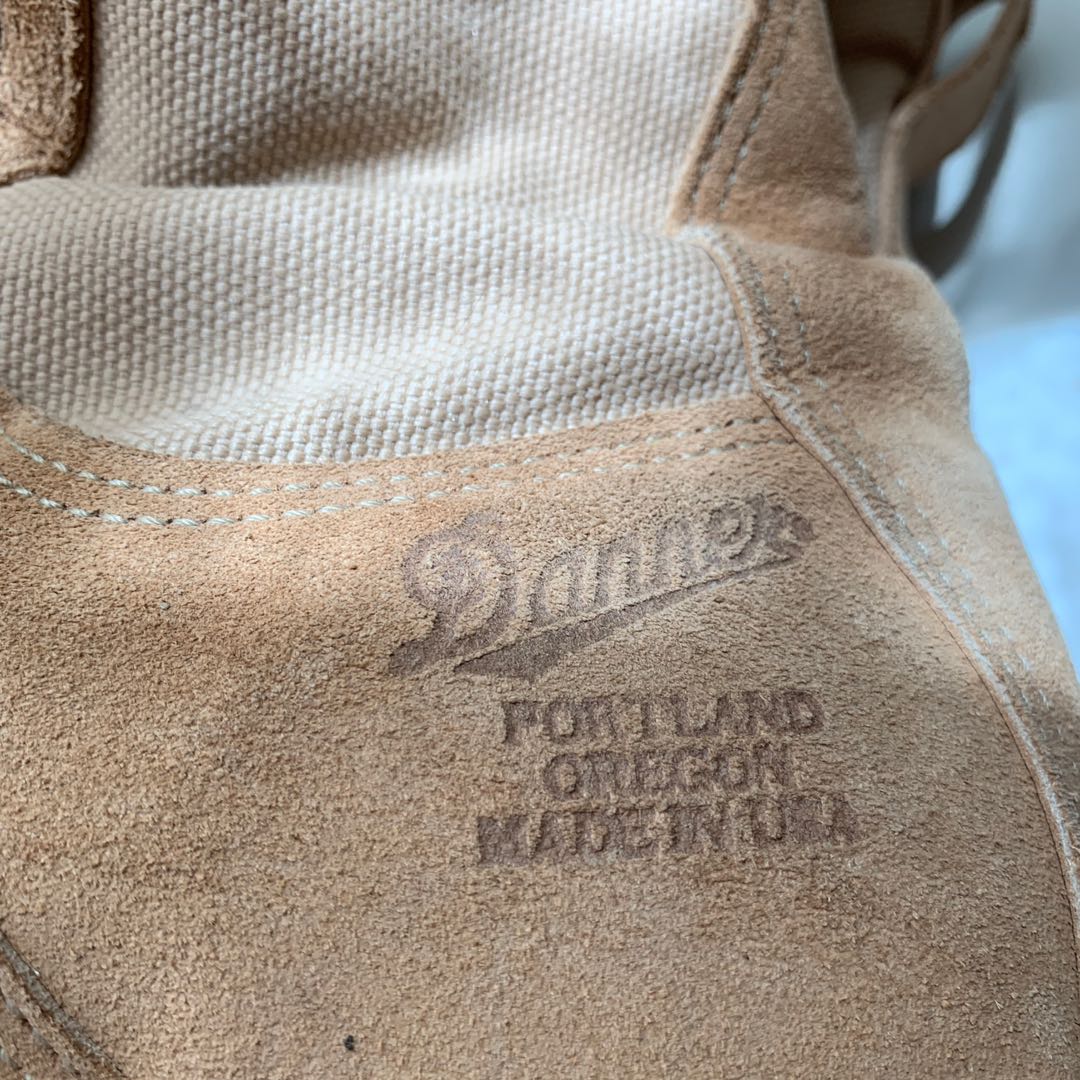 Danner
PORTLAND
OREGON
MADE IN USA